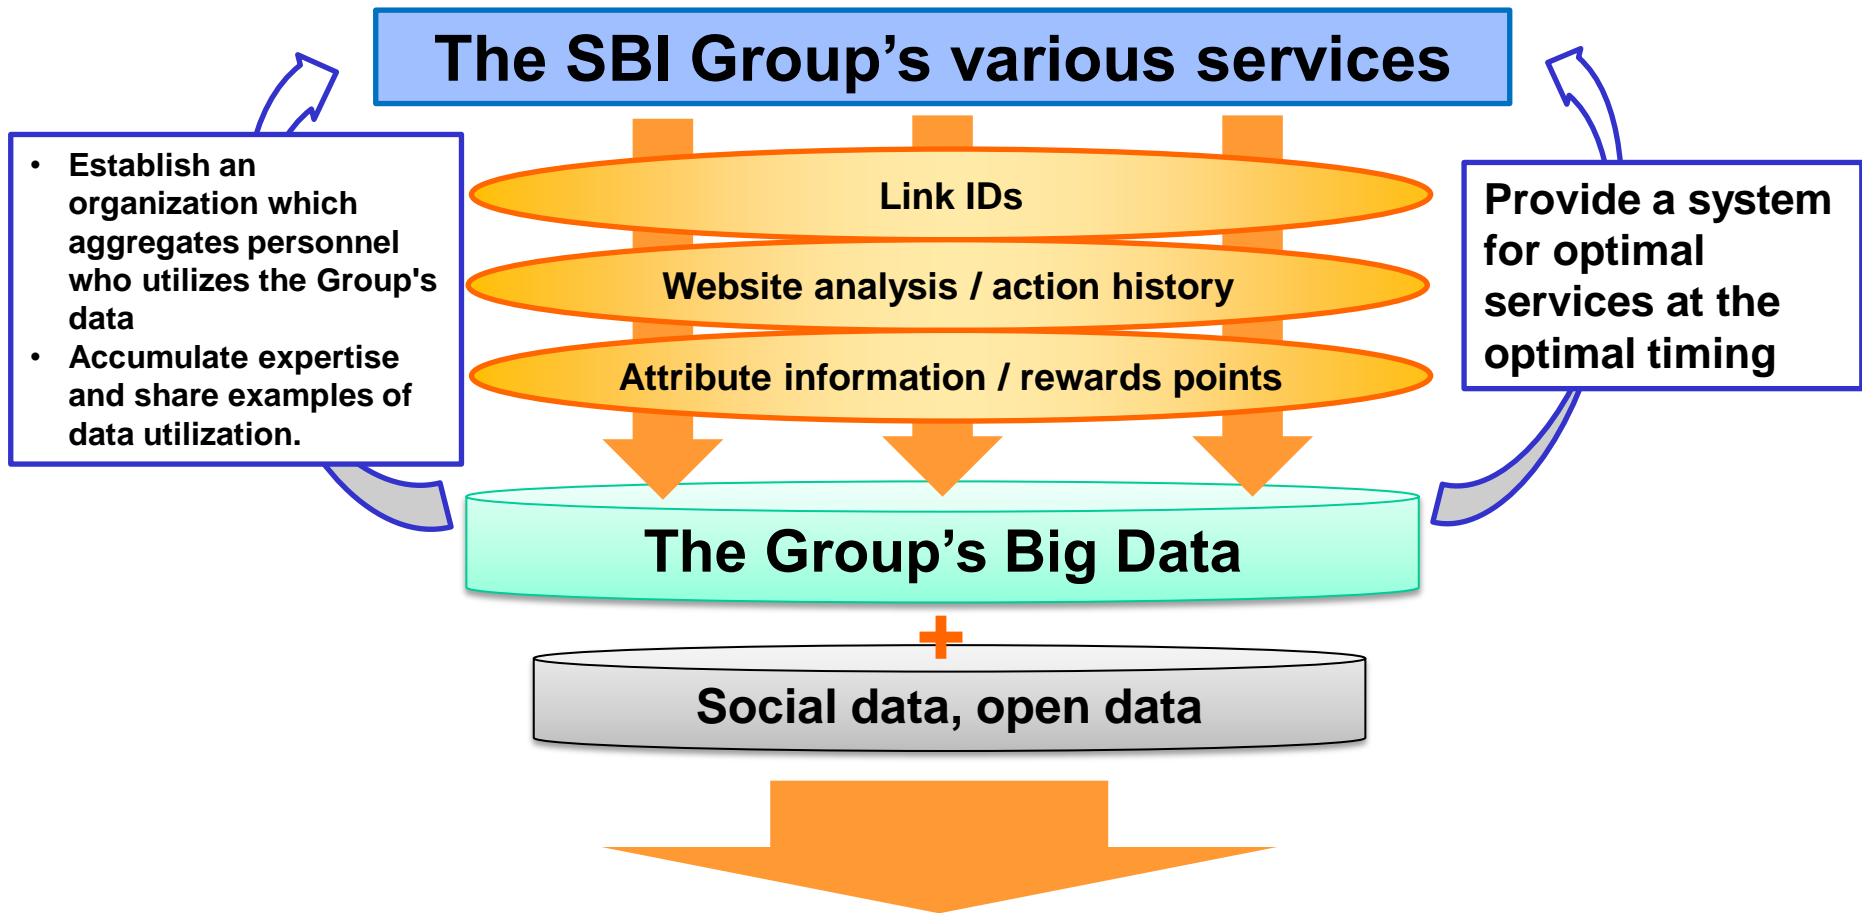 The SBI Group’s various services
• Establish an
organization which
aggregates personnel
who utilizes the Group's
data
• Accumulate expertise
and share examples of
data utilization.
Link IDs
Website analysis / action history
Attribute information / rewards points
Provide a system
for optimal
services at the
optimal timing
The Group’s Big Data
+
Social data, open data